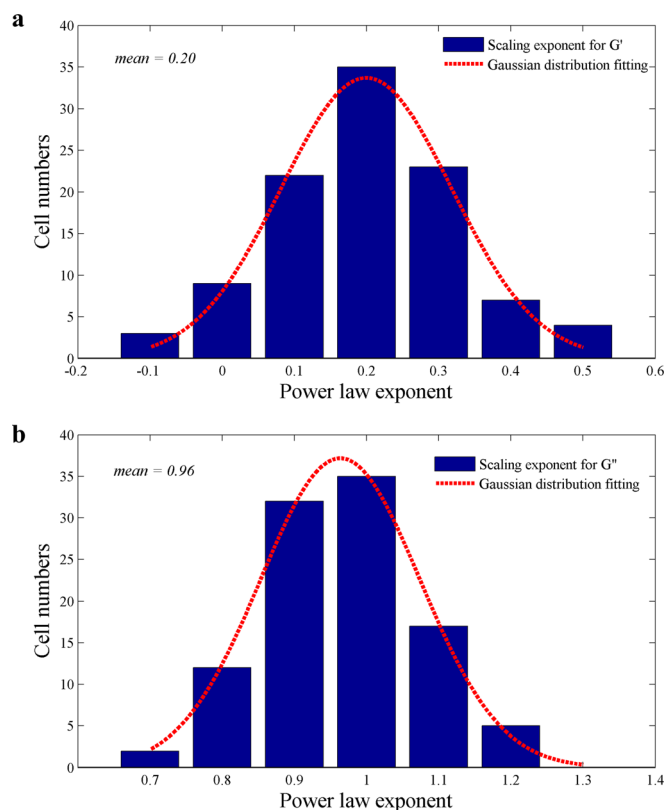 a
40
35
30
25
20
15
10
5
0
Cell numbers
mean = 0.20
Scaling exponent for G'
Gaussian distribution fitting
-0.2 -0.1 0 0.1 0.2 0.3 0.4 0.5 0.6
Power law exponent
b
40
35
30
25
20
15
10
5
0
Cell numbers
mean = 0.96
Scaling exponent for G"
Gaussian distribution fitting
0.7 0.8 0.9 1 1.1 1.2 1.3 1.4
Power law exponent